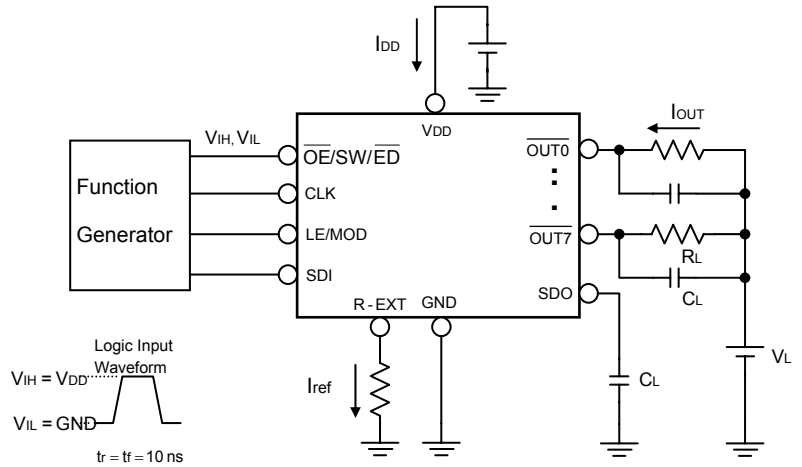 IDD
VDD
VIH, VIL
Function
Generator
OE/SW/ED
CLK
LE/MOD
SDI
OUT0
OUT7
SDO
R-EXT
GND
IOUT
RL
CL
CL
VL
Iref
Logic Input
Waveform
VIH = VDD
VIL = GND
tr = tf = 10 ns